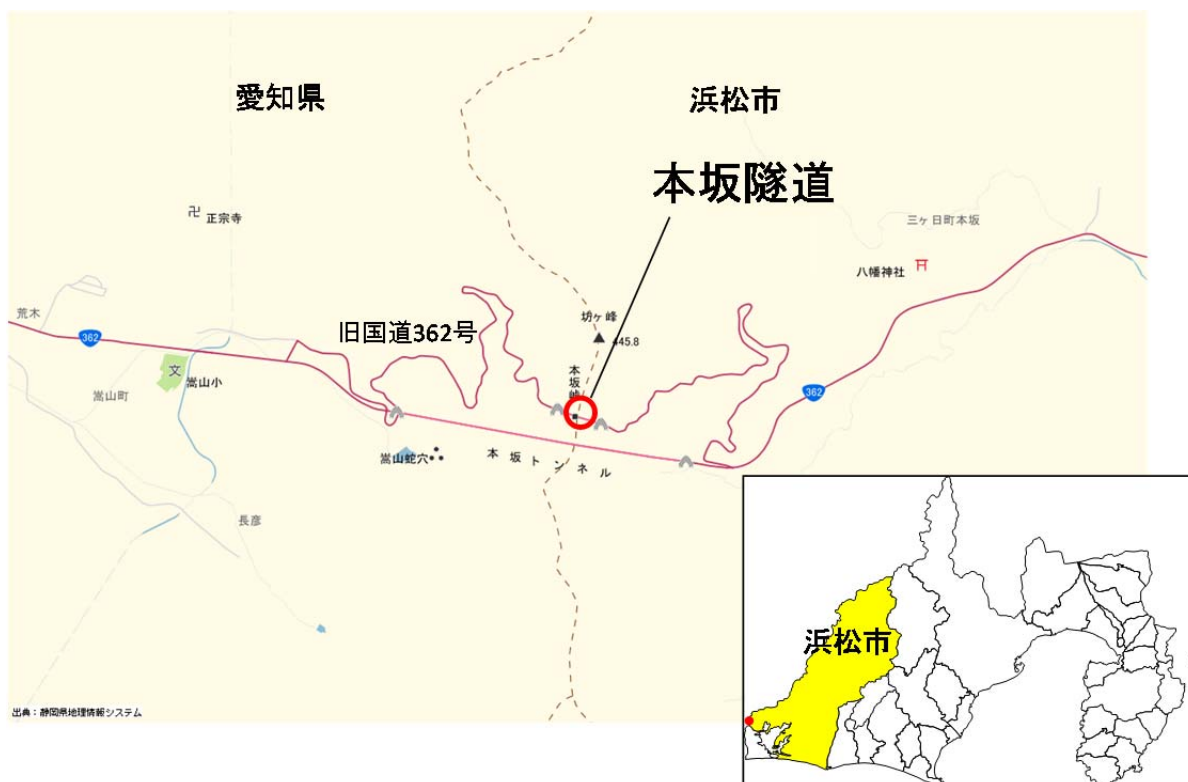 愛知県
浜松市
本坂隧道
卍
正宗寺
三ヶ日町本坂
八幡神社
荒木
362
旧国道362号
坊ヶ峰
445.8
文
嵩山小
嵩山町
本坂峠
362
嵩山蛇穴
本坂トンネル
長彦
浜松市
出典：静岡県地理情報システム